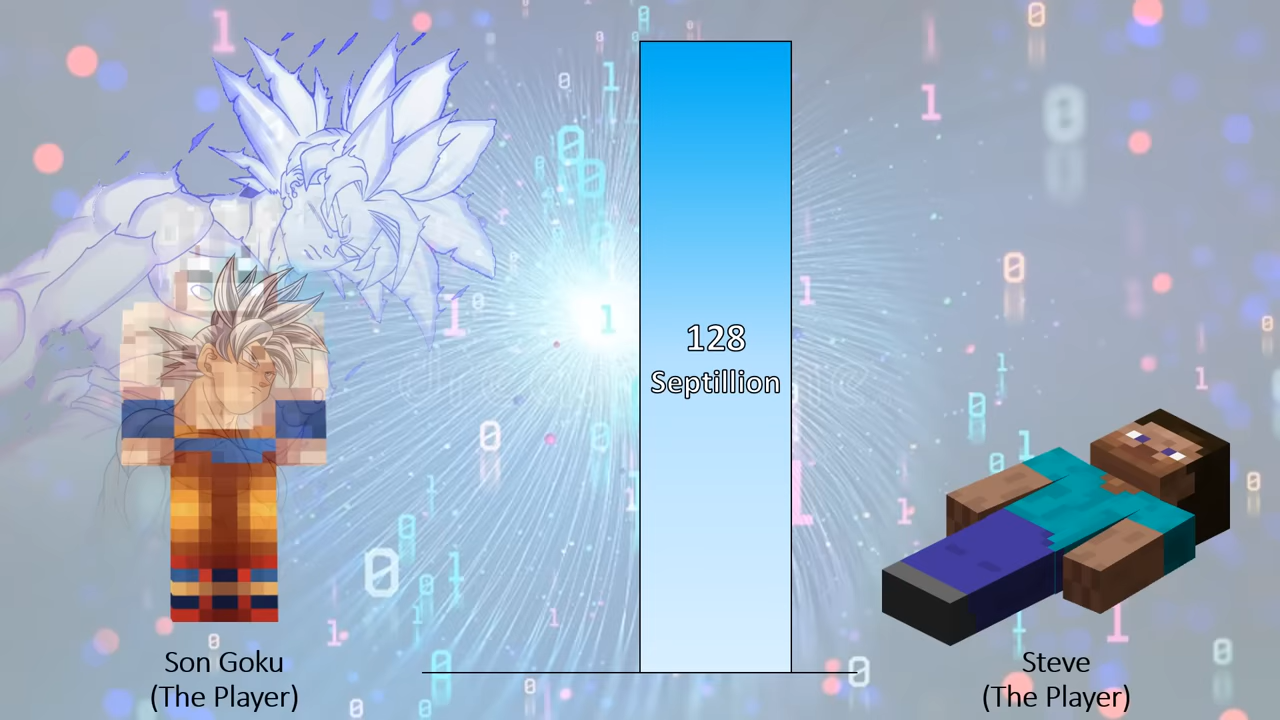 128
Septillion
Son Goku
(The Player)
Steve
(The Player)